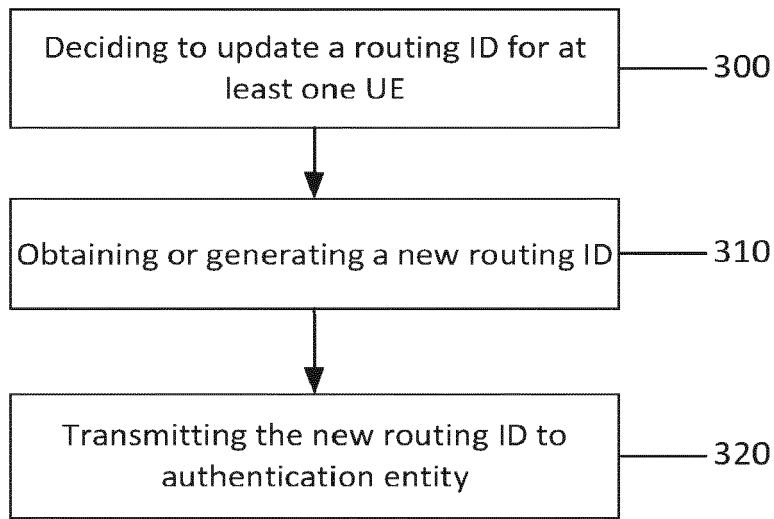 Deciding to update a routing ID for at
least one UE
300
Obtaining or generating a new routing ID
310
Transmitting the new routing ID to
authentication entity
320